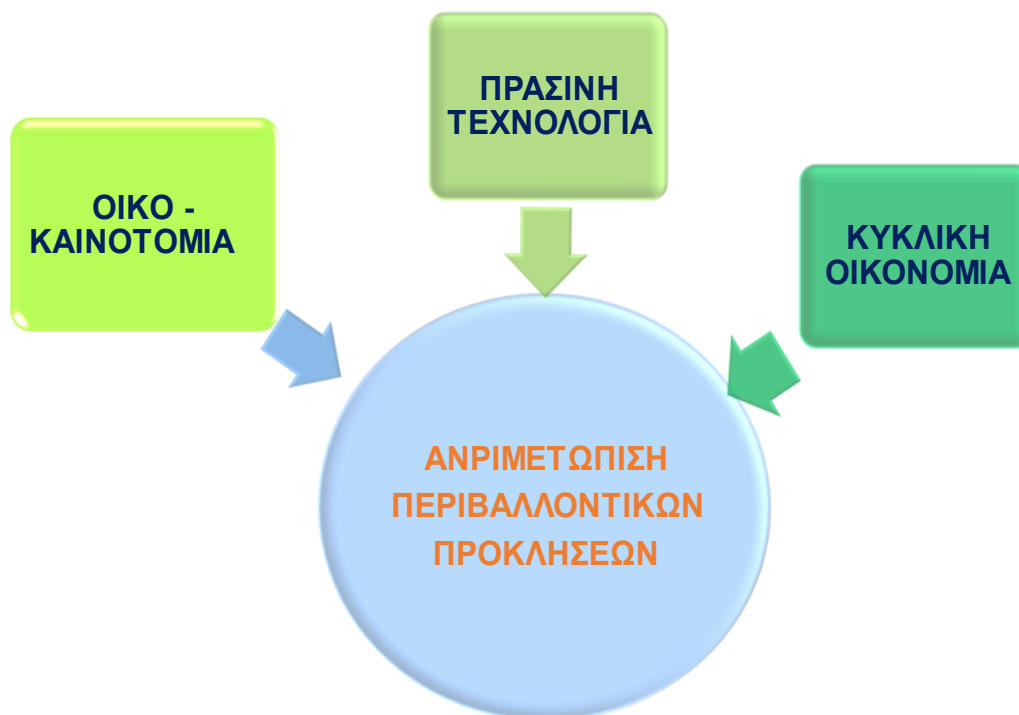 ΠΡΑΣΙΝΗ
ΤΕΧΝΟΛΟΓΙΑ
ΟΙΚΟ -
ΚΑΙΝΟΤΟΜΙΑ
ΚΥΚΛΙΚΗ
ΟΙΚΟΝΟΜΙΑ
ΑΝΡΙΜΕΤΩΠΙΣΗ
ΠΕΡΙΒΑΛΛΟΝΤΙΚΩΝ
ΠΡΟΚΛΗΣΕΩΝ